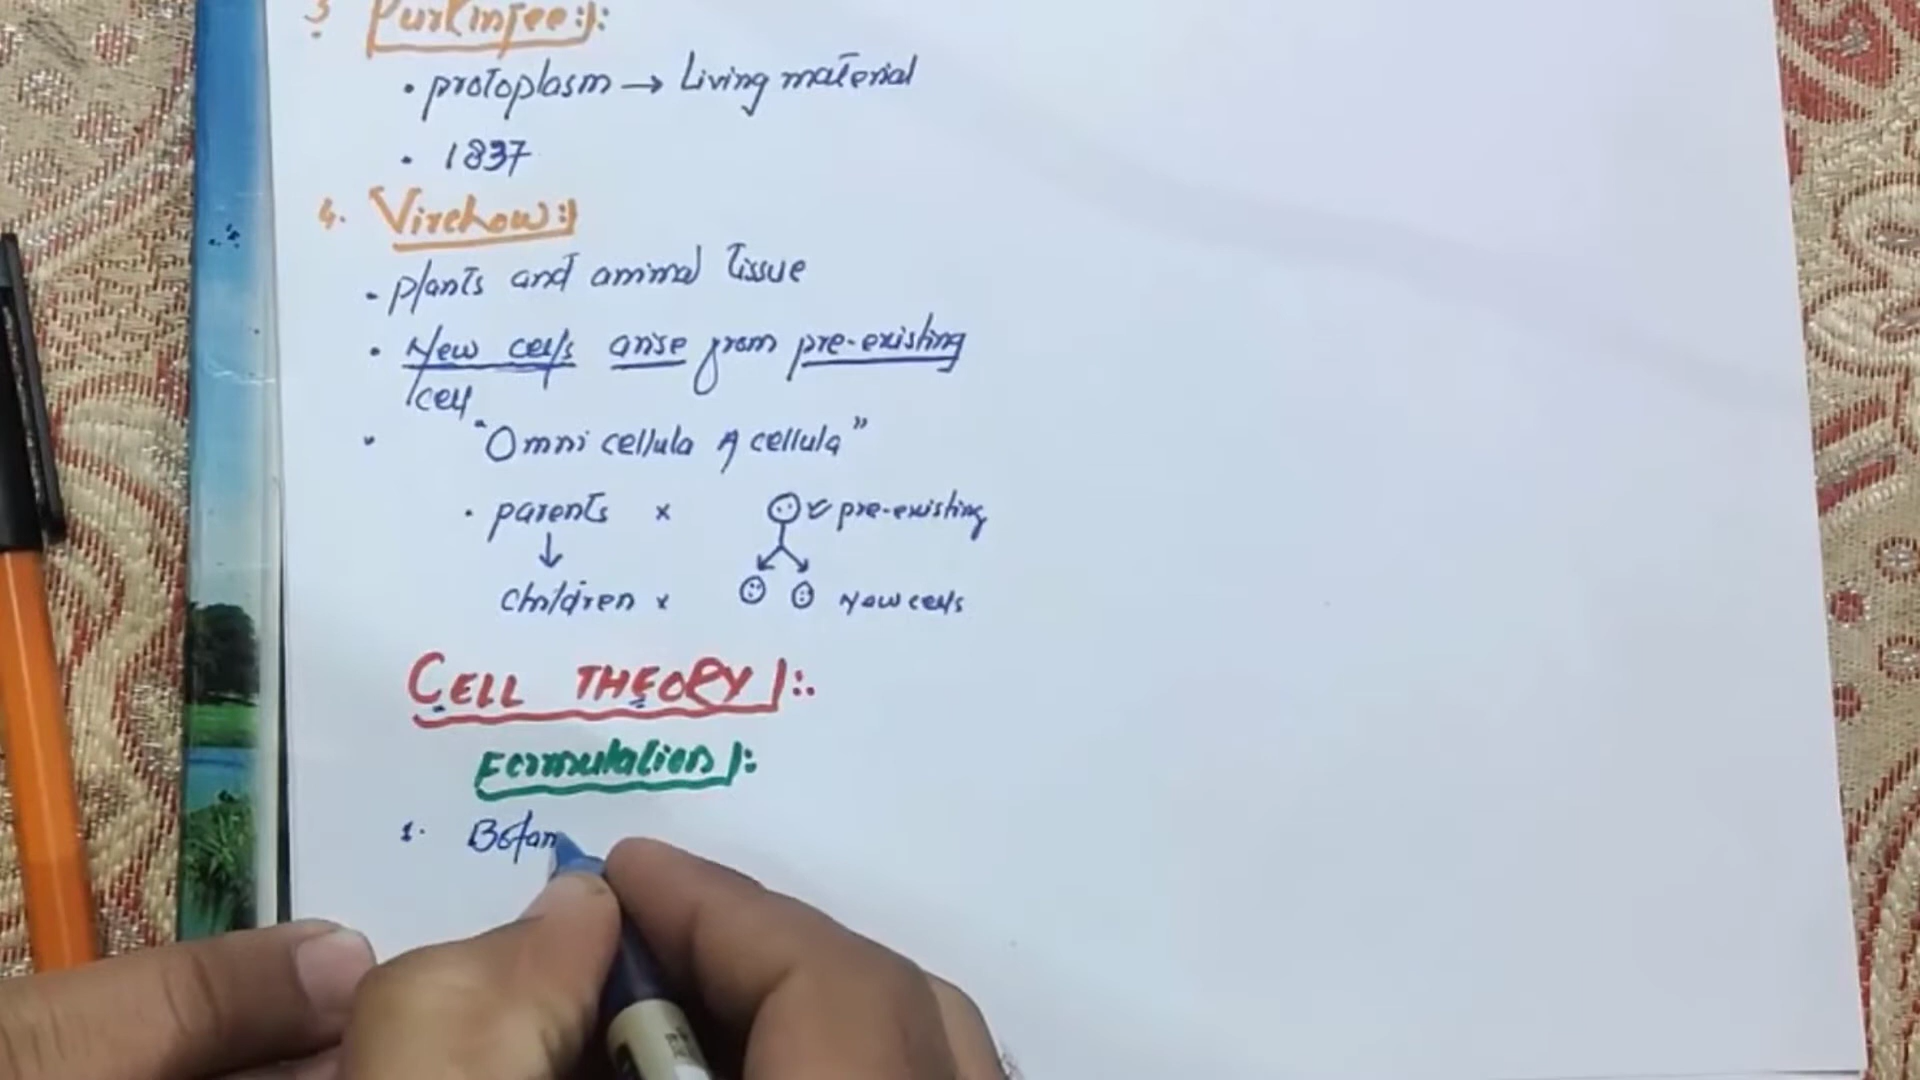 3 Purkinjee:):
• protoplasm → Living material
• 1837
4. Virchow:)
• plants and animal tissue
• New cells arise from pre-existing
cell
• "Omni cellula A cellula"
• parents x pre-existing
children x New cells
CELL THEORY ):.
Formulation ):
1. Botan